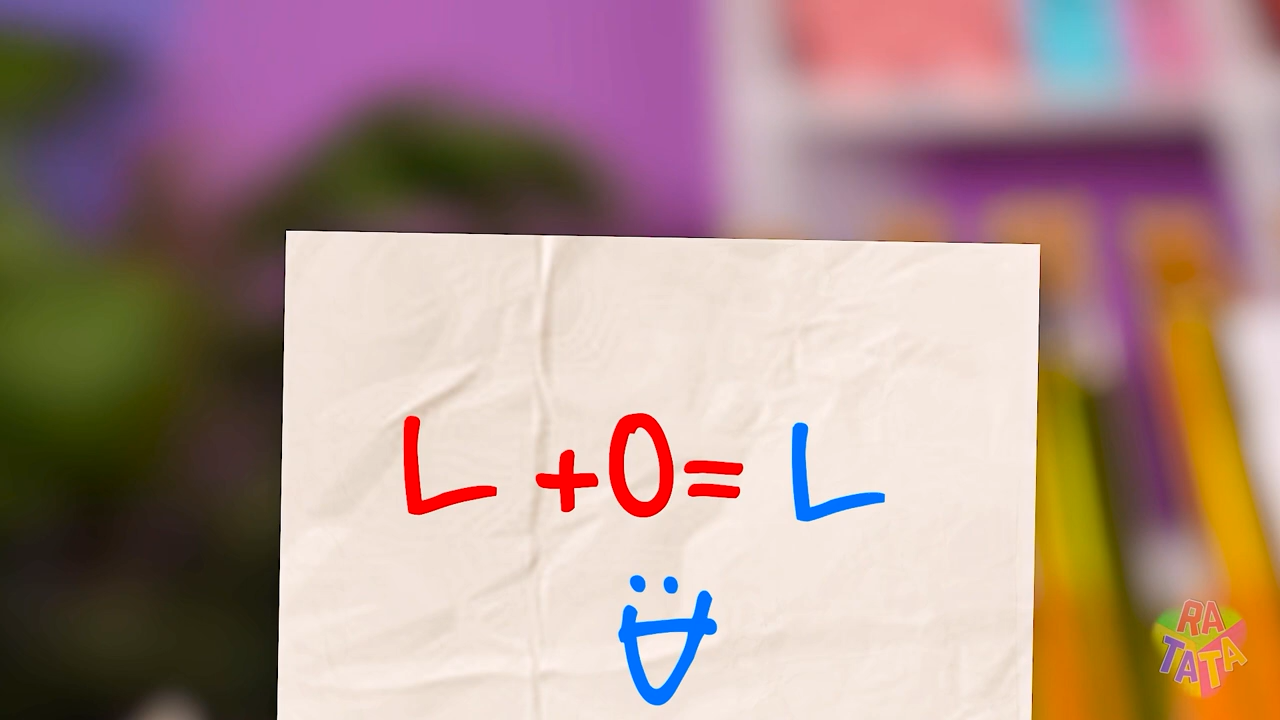 L + 0 = L
RA
TATA